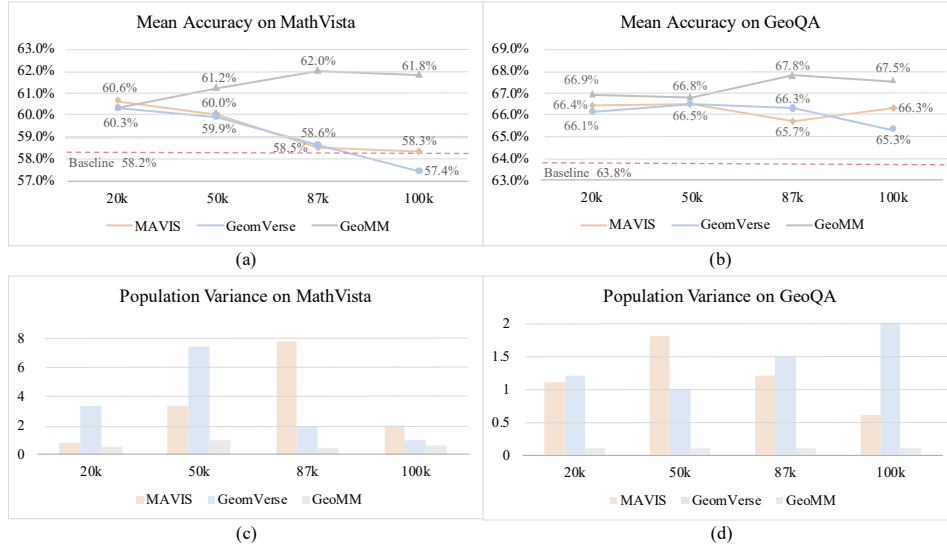 Mean Accuracy on MathVista
63.0%
62.0%
61.0%
60.0%
59.0%
58.0%
57.0%
60.6%
60.3%
61.2%
60.0%
59.9%
62.0%
58.6%
58.5%
61.8%
58.3%
57.4%
Baseline 58.2%
20k 50k 87k 100k
MAVIS GeomVerse GeoMM
(a)
Mean Accuracy on GeoQA
69.0%
68.0%
67.0%
66.0%
65.0%
64.0%
63.0%
66.9%
66.4%
66.1%
66.8%
66.5%
67.8%
66.3%
65.7%
67.5%
66.3%
65.3%
Baseline 63.8%
20k 50k 87k 100k
MAVIS GeomVerse GeoMM
(b)
Population Variance on MathVista
8
6
4
2
0
20k 50k 87k 100k
MAVIS GeomVerse GeoMM
(c)
Population Variance on GeoQA
2
1.5
1
0.5
0
20k 50k 87k 100k
MAVIS GeomVerse GeoMM
(d)